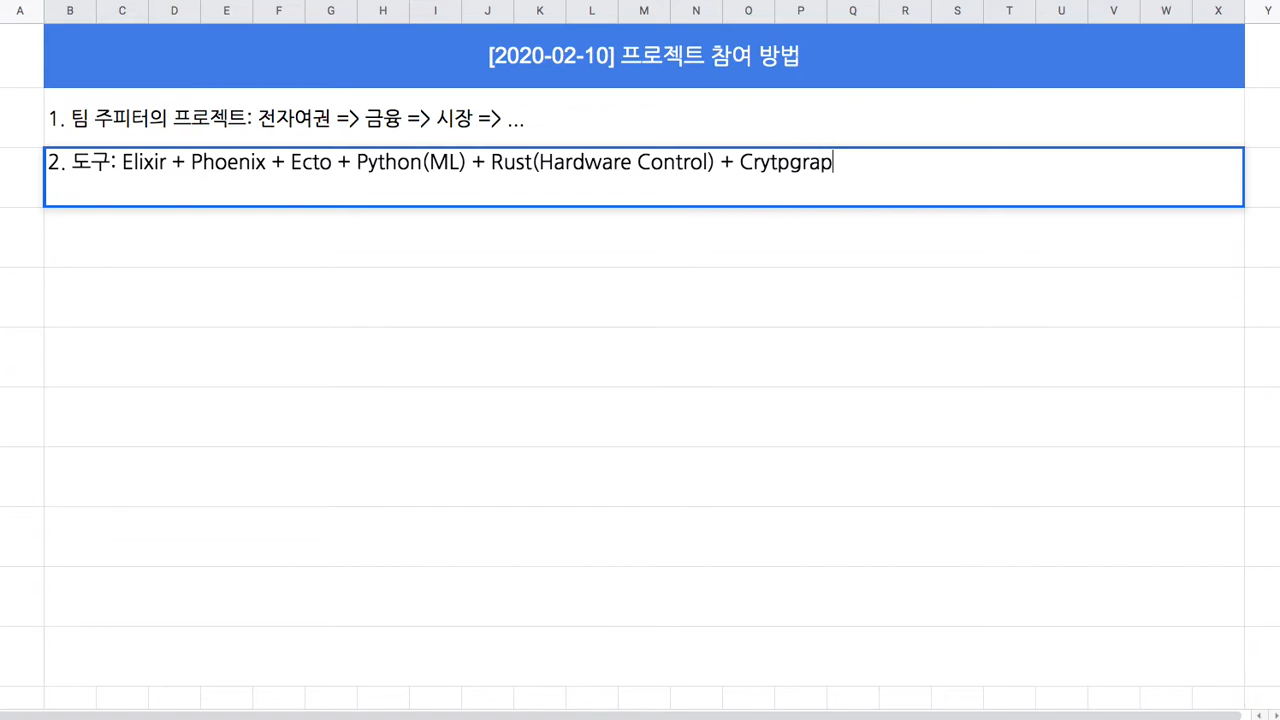 A B C D E F G H I J K L M N O P Q R S T U V W X Y
[2020-02-10] 프로젝트 참여 방법
1. 팀 주피터의 프로젝트: 전자여권 => 금융 => 시장 => ...
2. 도구: Elixir + Phoenix + Ecto + Python(ML) + Rust(Hardware Control) + Crytpgrap